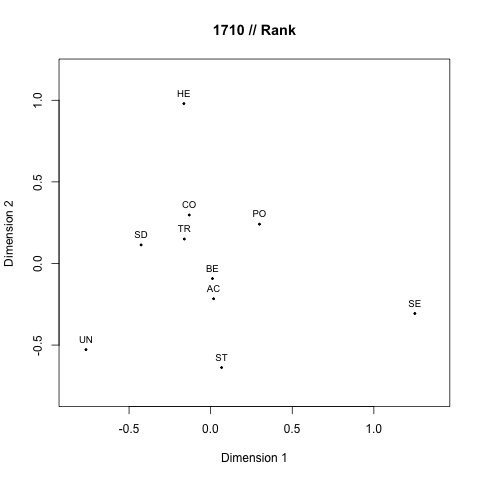 1710 // Rank
HE
CO
PO
TR
SD
BE
AC
SE
UN
ST
Dimension 2
1.0
0.5
0.0
-0.5
-0.5
0.0
0.5
1.0
Dimension 1